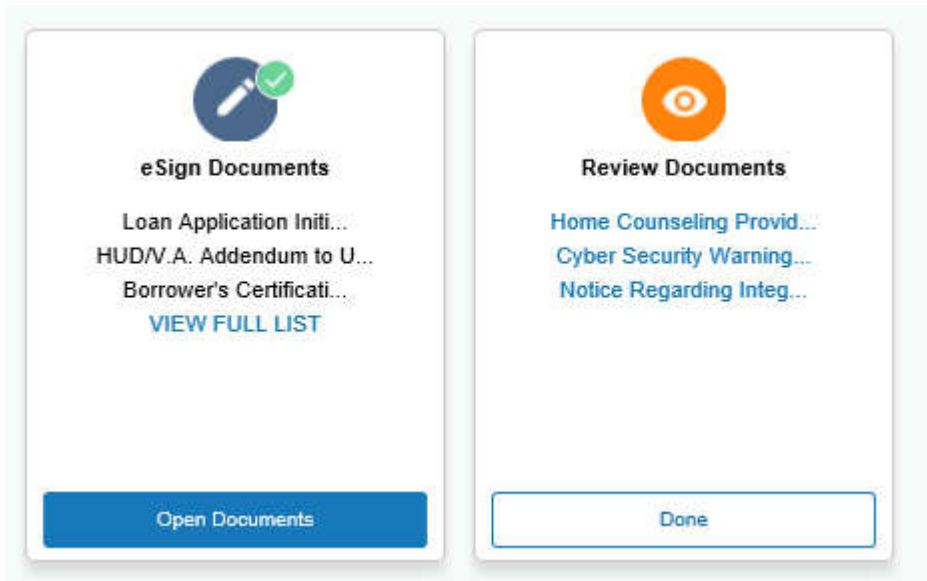 eSign Documents
Loan Application Initi...
HUD/V.A. Addendum to U...
Borrower's Certificati...
VIEW FULL LIST
Open Documents
Review Documents
Home Counseling Provid...
Cyber Security Warning...
Notice Regarding Integ...
Done